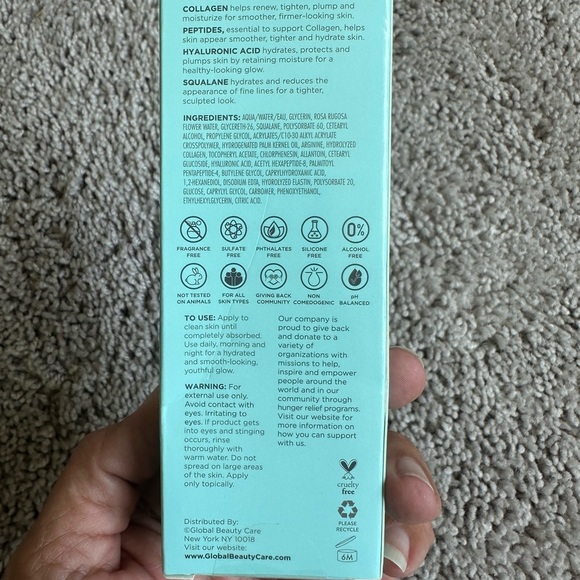 COLLAGEN helps renew, tighten, plump and
moisturize for smoother, firmer-looking skin.
PEPTIDES, essential to support Collagen, helps
skin appear smoother, tighter and hydrate skin.
HYALURONIC ACID hydrates, protects and
plumps skin by retaining moisture for a
healthy-looking glow.
SQUALANE hydrates and reduces the
appearance of fine lines for a tighter,
sculpted look.
INGREDIENTS: AQUA/WATER/EAU, GLYCERIN, ROSA RUGOSA
FLOWER WATER, GLYCERETH-26, SQUALANE, POLYSORBATE 60, CETEARYL
ALCOHOL, PROPYLENE GLYCOL, ACRYLATES/C10-30 ALKYL ACRYLATE
CROSSPOLYMER, HYDROGENATED PALM KERNEL OIL, ARGININE, HYDROLYZED
COLLAGEN, TOCOPHERYL ACETATE, CHLORPHENESIN, ALLANTOIN, CETEARYL
GLUCOSIDE, HYALURONIC ACID, ACETYL HEXAPEPTIDE-8, PALMITOYL
PENTAPEPTIDE-4, BUTYLENE GLYCOL, CAPRYLHYDROXAMIC ACID,
1,2-HEXANEDIOL, DISODIUM EDTA, HYDROLYZED ELASTIN, POLYSORBATE 20,
GLUCOSE, CAPRYLYL GLYCOL, CARBOMER, PHENOXYETHANOL,
ETHYLHEXYLGLYCERIN, CITRIC ACID.
0%
FRAGRANCE
FREE
SULFATE
FREE
PHTHALATES
FREE
SILICONE
FREE
ALCOHOL
FREE
NOT TESTED
ON ANIMALS
FOR ALL
SKIN TYPES
GIVING BACK
COMMUNITY
NON
COMEDOGENIC
pH
BALANCED
TO USE: Apply to
clean skin until
completely absorbed.
Use daily, morning and
night for a hydrated
and smooth-looking,
youthful glow.
WARNING: For
external use only.
Avoid contact with
eyes. Irritating to
eyes. If product gets
into eyes and stinging
occurs, rinse
thoroughly with
warm water. Do not
spread on large areas
of the skin. Apply
only topically.
Our company is
proud to give back
and donate to a
variety of
organizations with
missions to help,
inspire and empower
people around the
world and in our
community through
hunger relief programs.
Visit our website for
more information on
how you can support
with us.
cruelty
free
PLEASE
RECYCLE
6M
Distributed By:
©Global Beauty Care
New York NY 10018
Visit our website:
www.GlobalBeautyCare.com